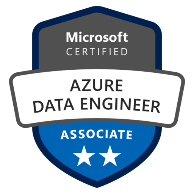 Microsoft
CERTIFIED
AZURE
DATA ENGINEER
ASSOCIATE